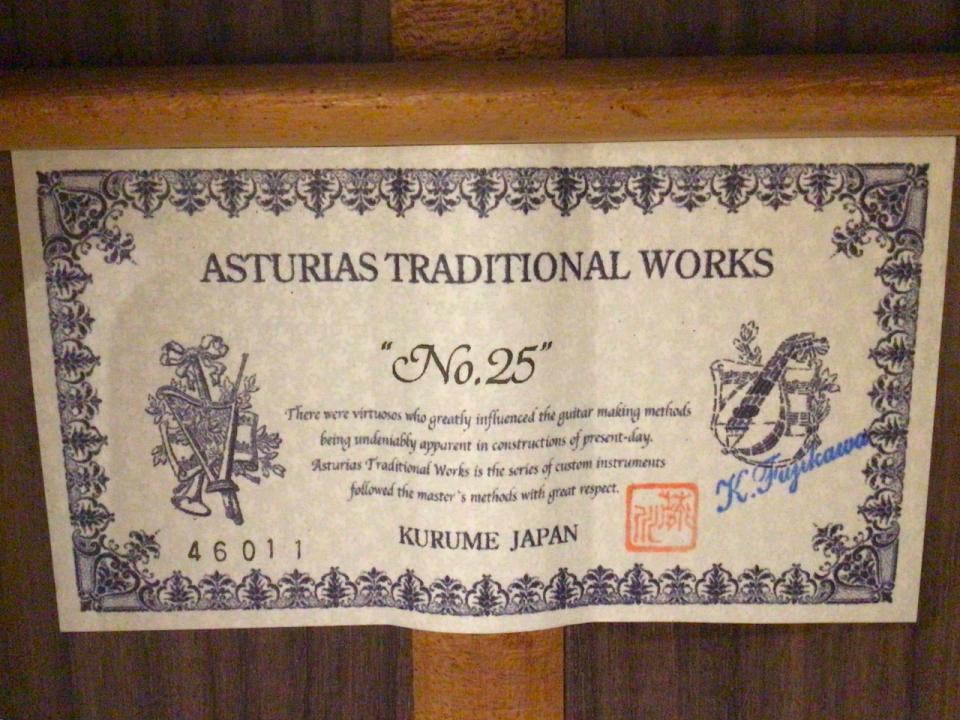 ASTURIAS TRADITIONAL WORKS
"No.25"
There were virtuosos who greatly influenced the guitar making methods
being undeniably apparent in constructions of present-day.
Asturias Traditional Works is the series of custom instruments
followed the master's methods with great respect.
K. Fujikawa
KURUME JAPAN
46011